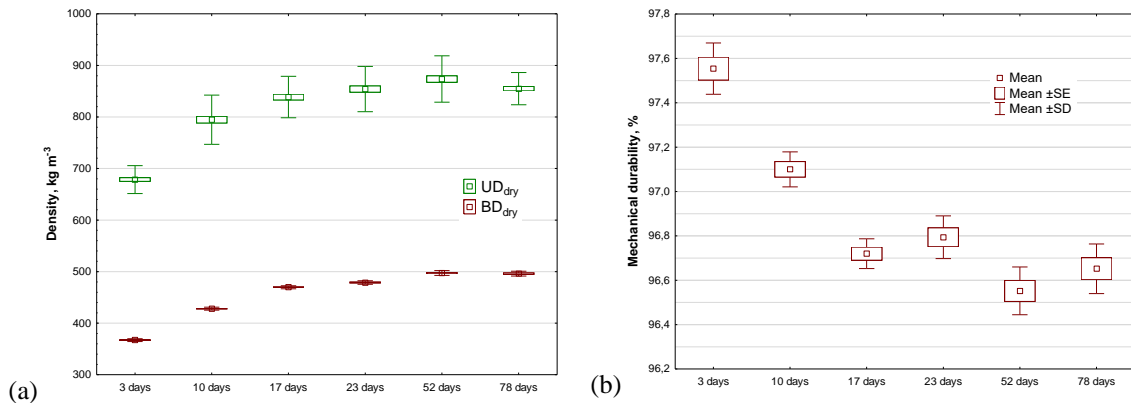 1000
900
800
700
600
500
400
300
Density, kg m⁻³
UD_dry
BD_dry
3 days 10 days 17 days 23 days 52 days 78 days
(a)
97,8
97,6
97,4
97,2
97,0
96,8
96,6
96,4
96,2
Mechanical durability, %
Mean
Mean ±SE
Mean ±SD
3 days 10 days 17 days 23 days 52 days 78 days
(b)